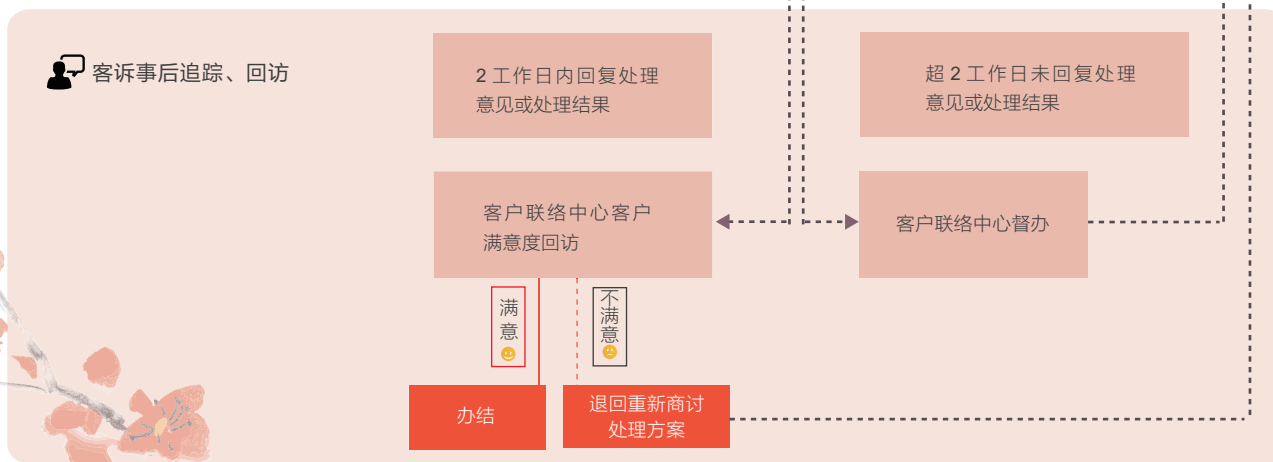 客诉事后追踪、回访
2 工作日内回复处理
意见或处理结果
超 2 工作日未回复处理
意见或处理结果
客户联络中心客户
满意度回访
客户联络中心督办
满意
不满意
办结
退回重新商讨
处理方案